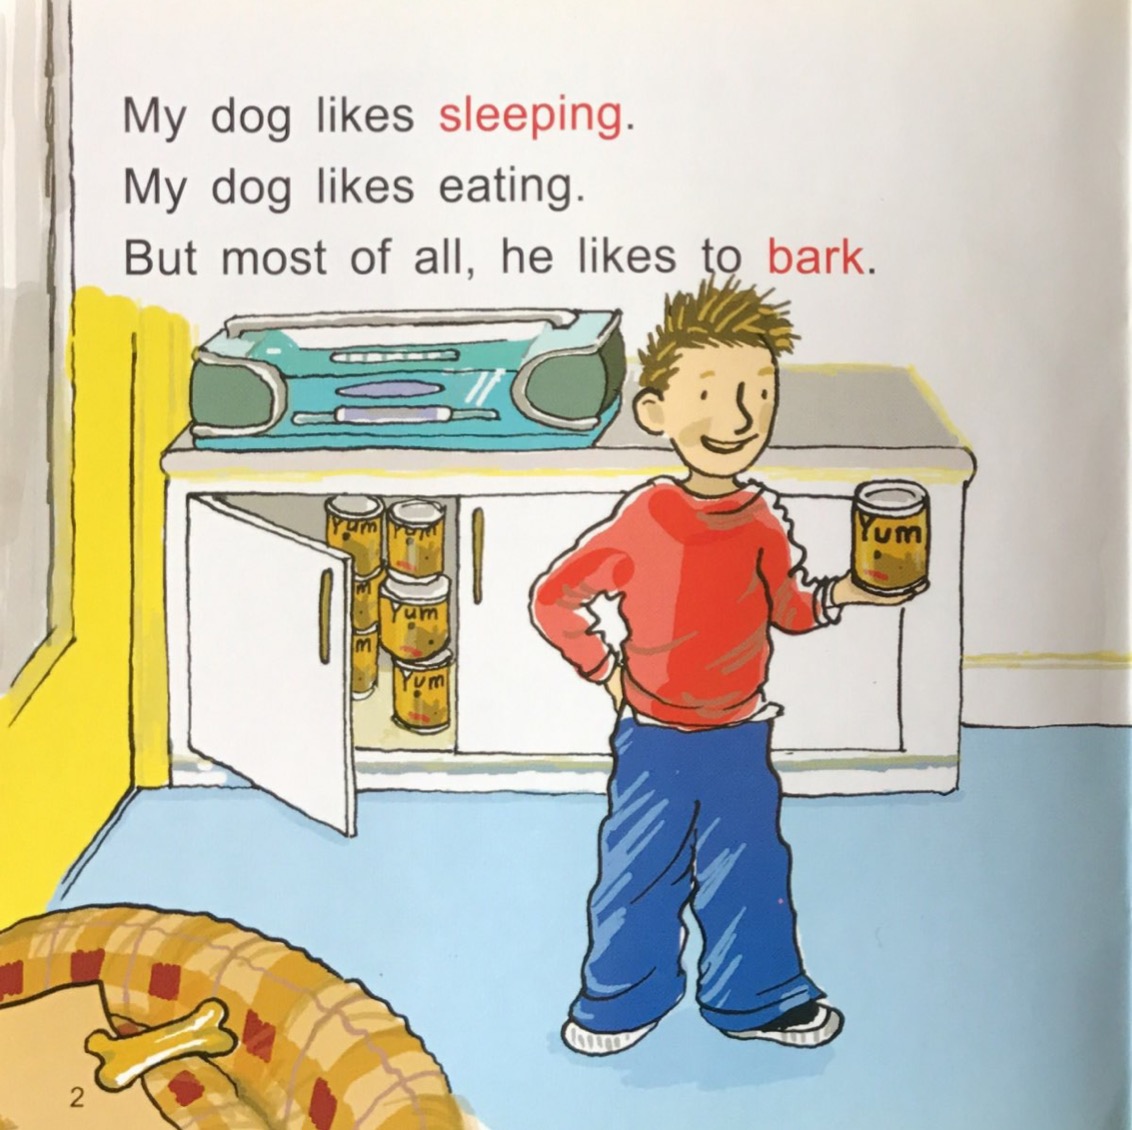 My dog likes sleeping.
My dog likes eating.
But most of all, he likes to bark.
Yum
Yum
Yum
Yum
Yum
m
m
2